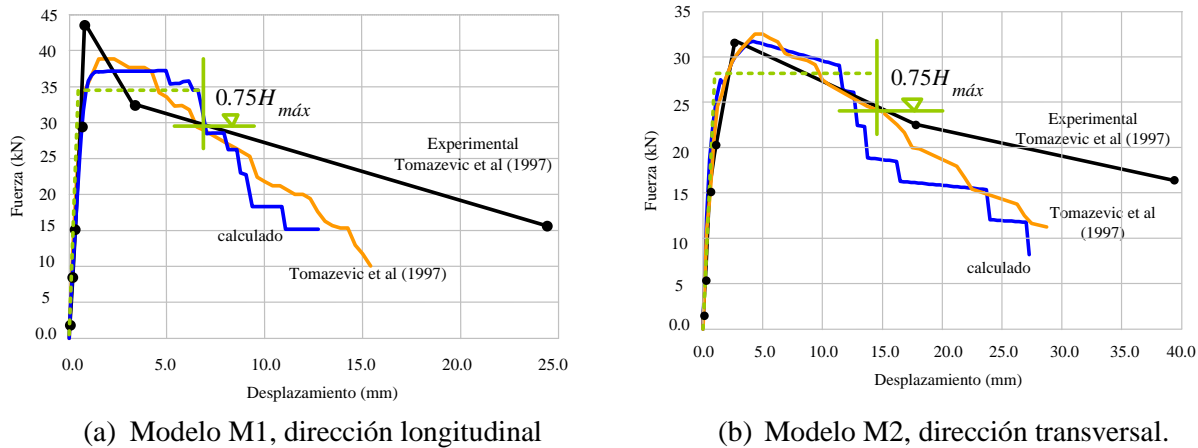 45
40
35
30
25
20
15
10
5
0.0
Fuerza (kN)
0.75H máx
Experimental
Tomazevic et al (1997)
calculado
Tomazevic et al (1997)
0.0 5.0 10.0 15.0 20.0 25.0
Desplazamiento (mm)
(a) Modelo M1, dirección longitudinal
35
30
25
20
15
10
5
0.0
Fuerza (kN)
0.75H máx
Experimental
Tomazevic et al (1997)
Tomazevic et al
(1997)
calculado
0.0 5.0 10.0 15.0 20.0 25.0 30.0 35.0 40.0
Desplazamiento (mm)
(b) Modelo M2, dirección transversal.